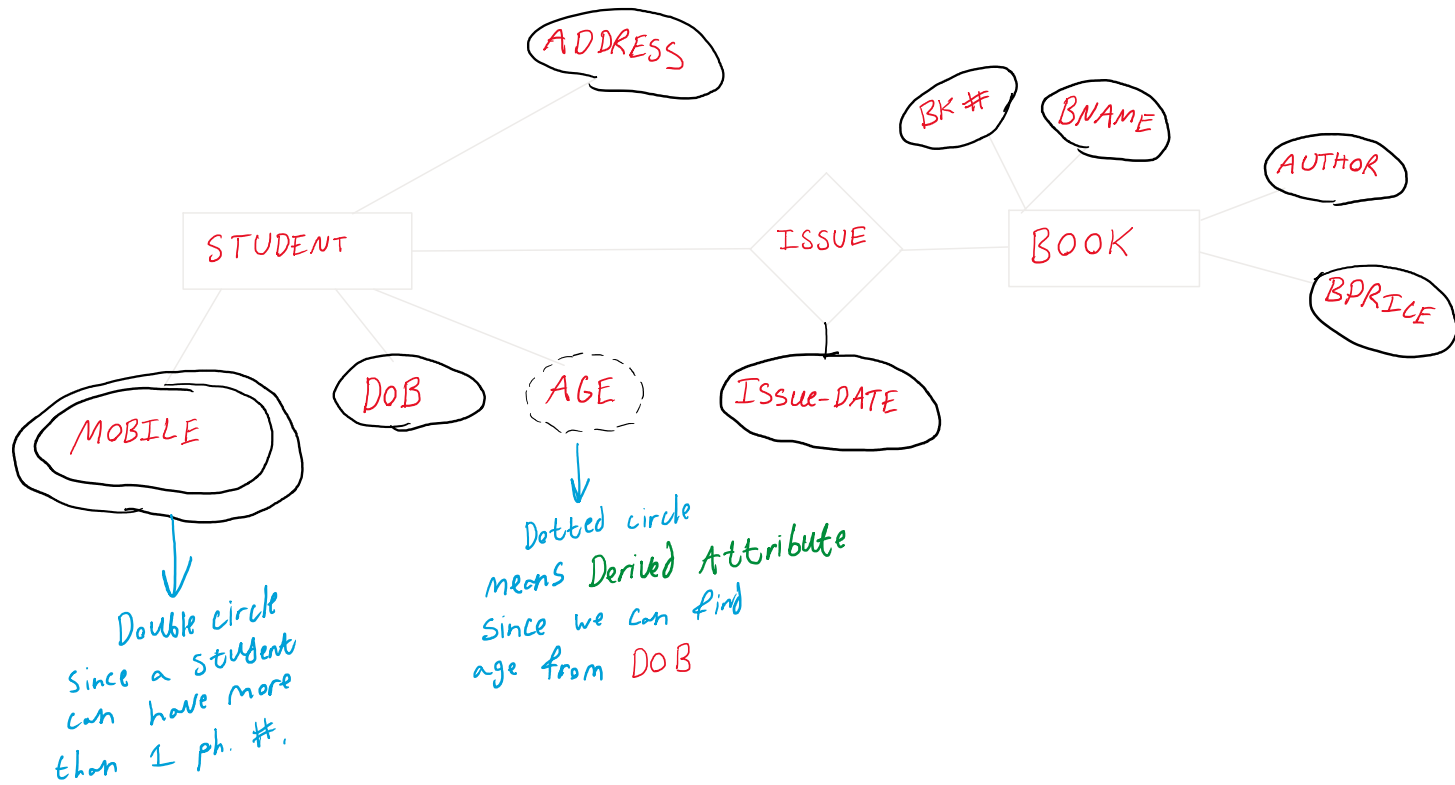 ADDRESS
BK #
BNAME
AUTHOR
STUDENT
ISSUE
BOOK
BPRICE
MOBILE
DOB
AGE
ISSue-DATE
Double circle
since a student
can have more
than 1 ph. #.
Dotted circle
means Derived Attribute
since we can find
age from DOB